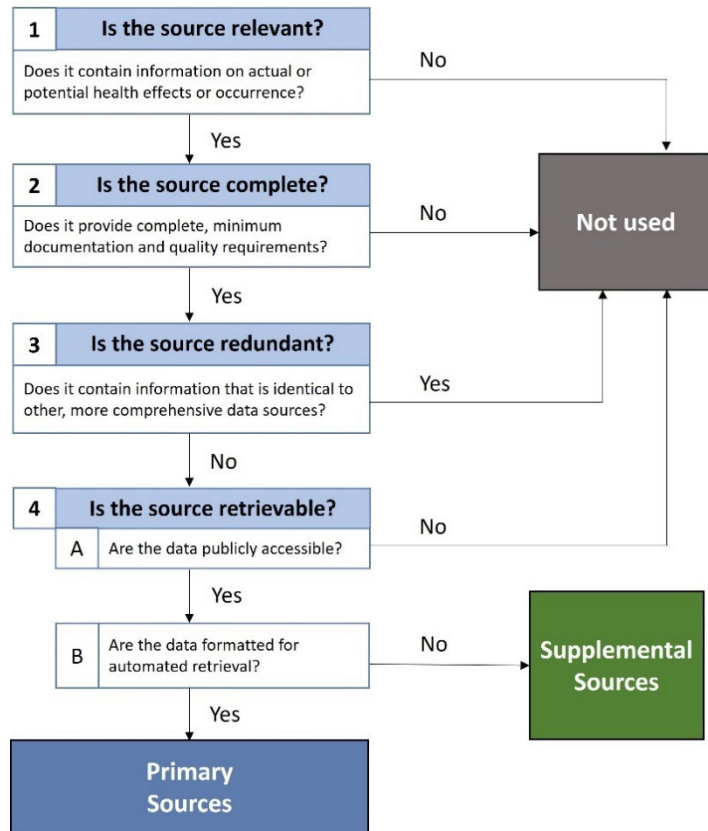 1 Is the source relevant?
Does it contain information on actual or
potential health effects or occurrence?
No
Yes
2 Is the source complete?
Does it provide complete, minimum
documentation and quality requirements?
No
Not used
Yes
3 Is the source redundant?
Does it contain information that is identical to
other, more comprehensive data sources?
Yes
No
4 Is the source retrievable?
A Are the data publicly accessible?
No
Yes
B Are the data formatted for
automated retrieval?
No
Supplemental
Sources
Yes
Primary
Sources